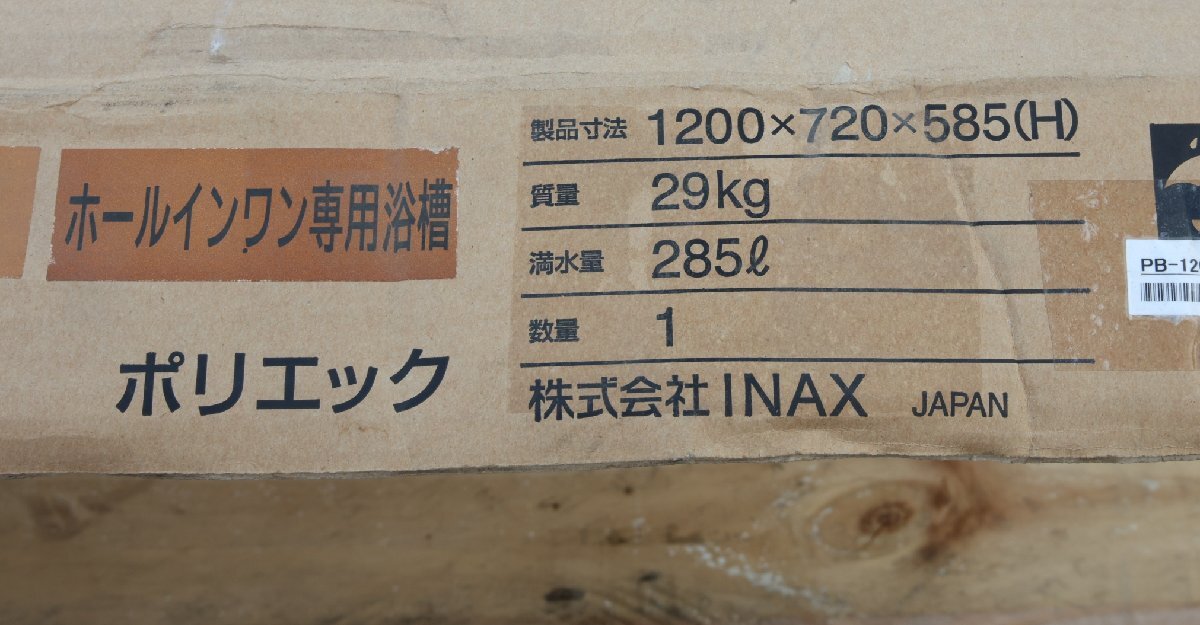 ホールインワン専用浴槽
ポリエック
製品寸法 1200×720×585(H)
質量 29kg
満水量 285ℓ
数量 1
株式会社INAX JAPAN
PB-12